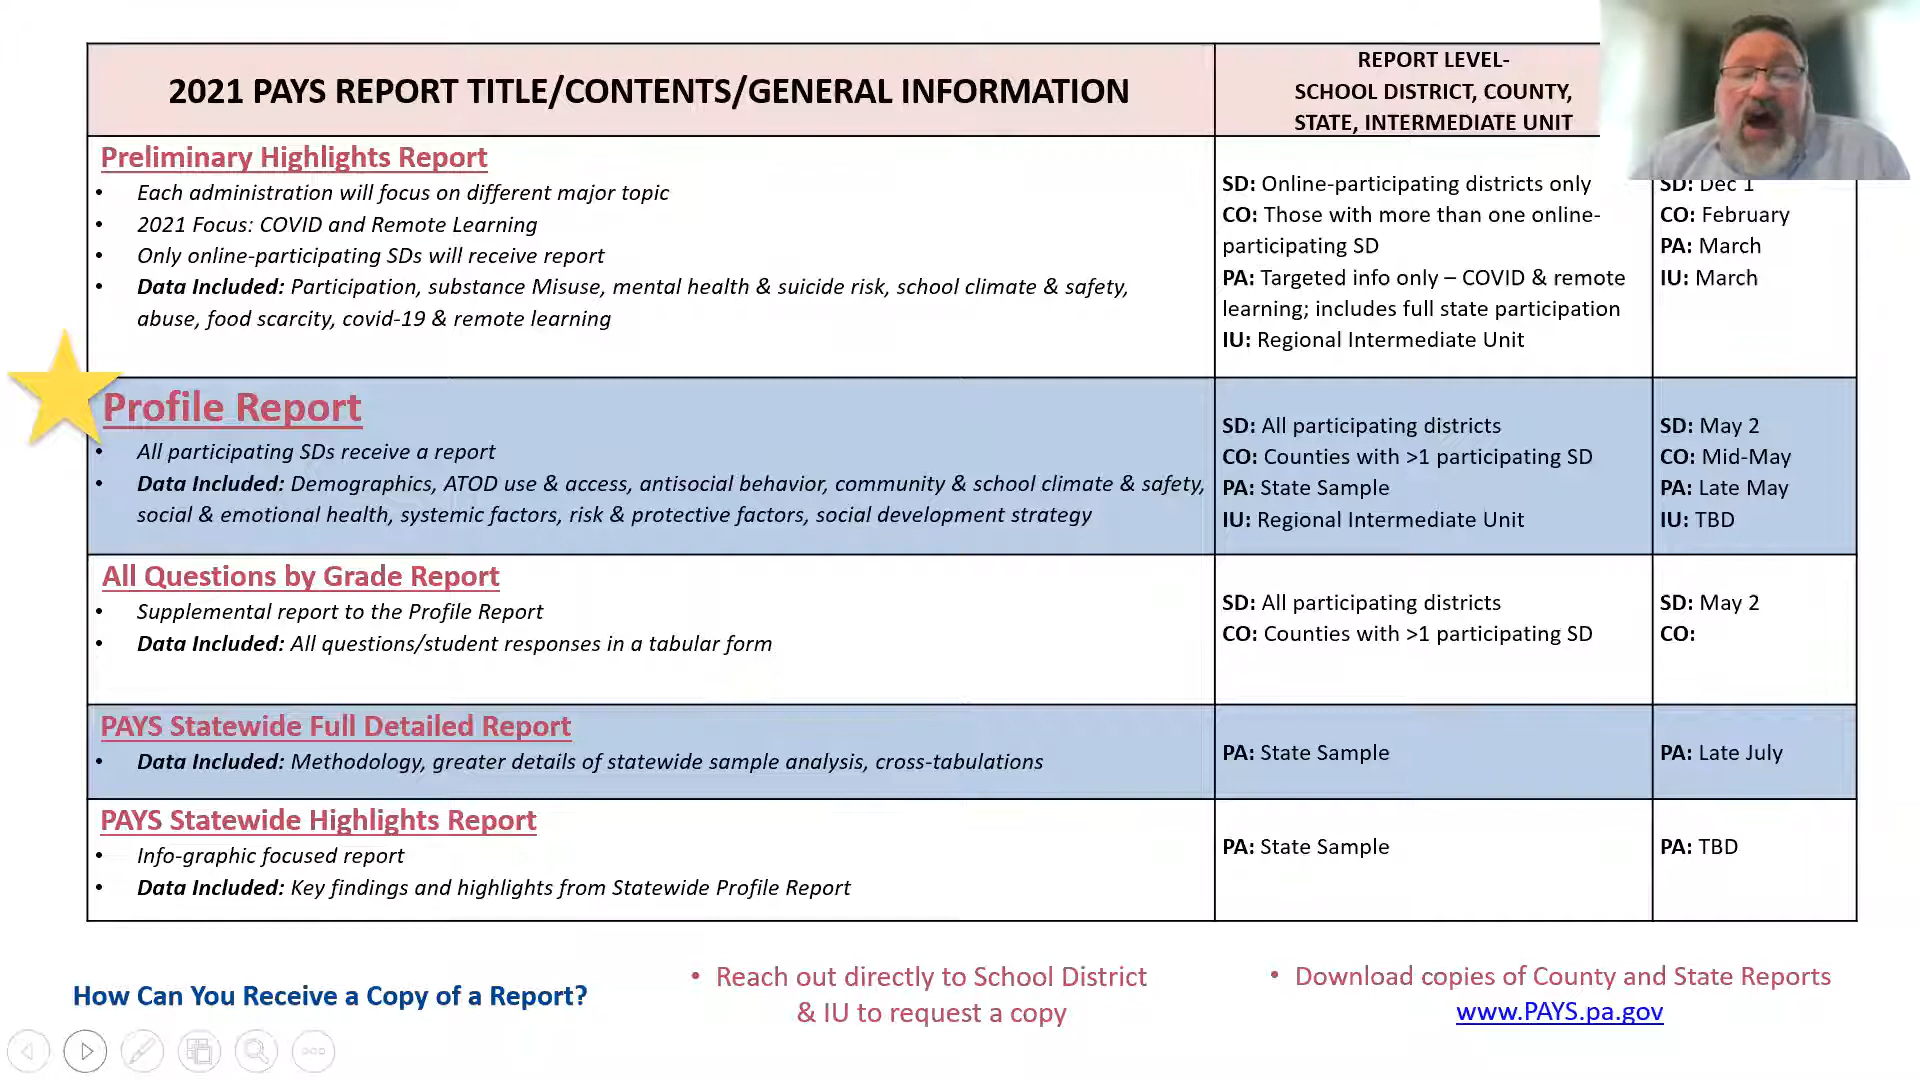 2021 PAYS REPORT TITLE/CONTENTS/GENERAL INFORMATION
REPORT LEVEL-
SCHOOL DISTRICT, COUNTY,
STATE, INTERMEDIATE UNIT
Preliminary Highlights Report
• Each administration will focus on different major topic
• 2021 Focus: COVID and Remote Learning
• Only online-participating SDs will receive report
• Data Included: Participation, substance Misuse, mental health & suicide risk, school climate & safety,
abuse, food scarcity, covid-19 & remote learning
SD: Online-participating districts only
CO: Those with more than one online-
participating SD
PA: Targeted info only – COVID & remote
learning; includes full state participation
IU: Regional Intermediate Unit
SD: Dec 1
CO: February
PA: March
IU: March
Profile Report
• All participating SDs receive a report
• Data Included: Demographics, ATOD use & access, antisocial behavior, community & school climate & safety,
social & emotional health, systemic factors, risk & protective factors, social development strategy
SD: All participating districts
CO: Counties with >1 participating SD
PA: State Sample
IU: Regional Intermediate Unit
SD: May 2
CO: Mid-May
PA: Late May
IU: TBD
All Questions by Grade Report
• Supplemental report to the Profile Report
• Data Included: All questions/student responses in a tabular form
SD: All participating districts
CO: Counties with >1 participating SD
SD: May 2
CO:
PAYS Statewide Full Detailed Report
• Data Included: Methodology, greater details of statewide sample analysis, cross-tabulations
PA: State Sample
PA: Late July
PAYS Statewide Highlights Report
• Info-graphic focused report
• Data Included: Key findings and highlights from Statewide Profile Report
PA: State Sample
PA: TBD
How Can You Receive a Copy of a Report?
• Reach out directly to School District
& IU to request a copy
• Download copies of County and State Reports
www.PAYS.pa.gov